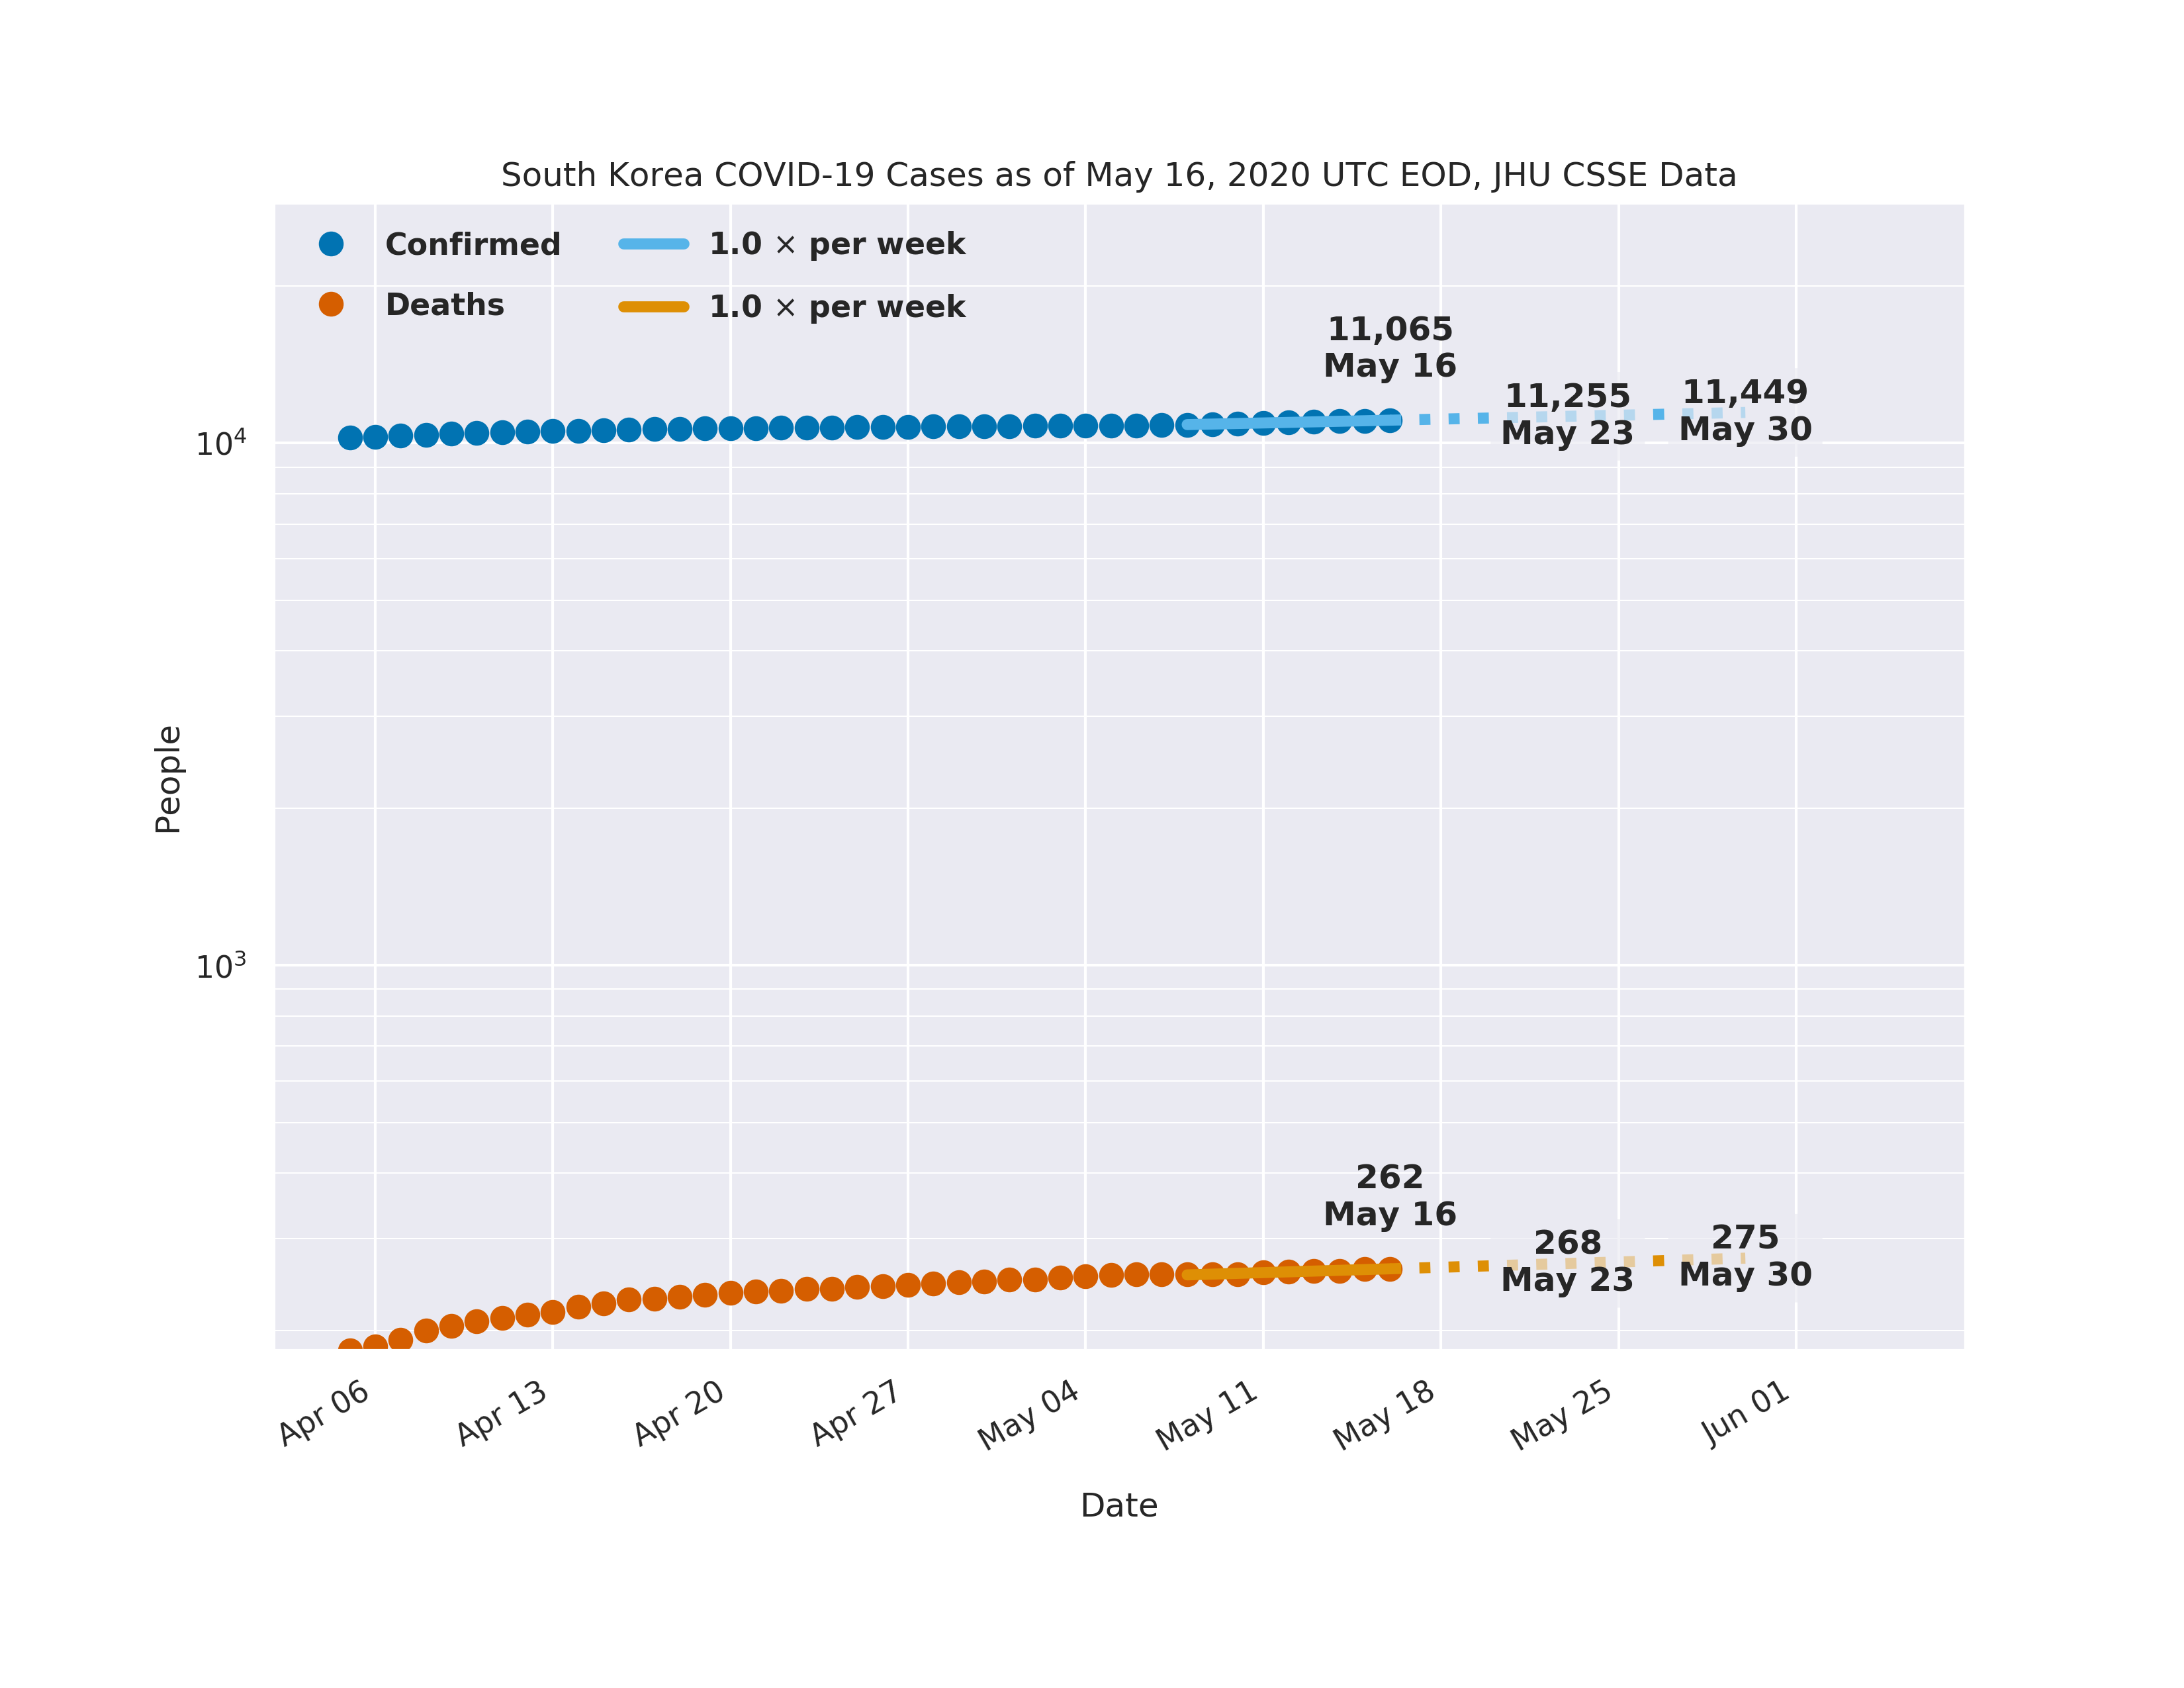 South Korea COVID-19 Cases as of May 16, 2020 UTC EOD, JHU CSSE Data
Confirmed
Deaths
1.0 × per week
1.0 × per week
11,065
May 16
11,255
May 23
11,449
May 30
10⁴
People
10³
262
May 16
268
May 23
275
May 30
Apr 06
Apr 13
Apr 20
Apr 27
May 04
May 11
May 18
May 25
Jun 01
Date